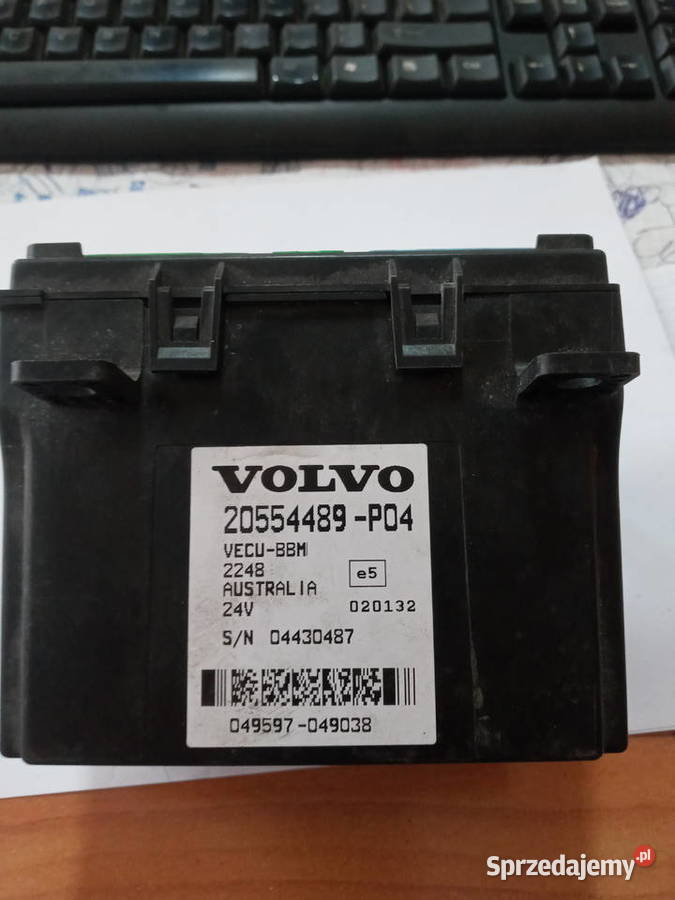 VOLVO
20554489-P04
VECU-BBM
2248
e5
AUSTRALIA
24V 020132
S/N 04430487
049597-049038
Sprzedajemy.pl